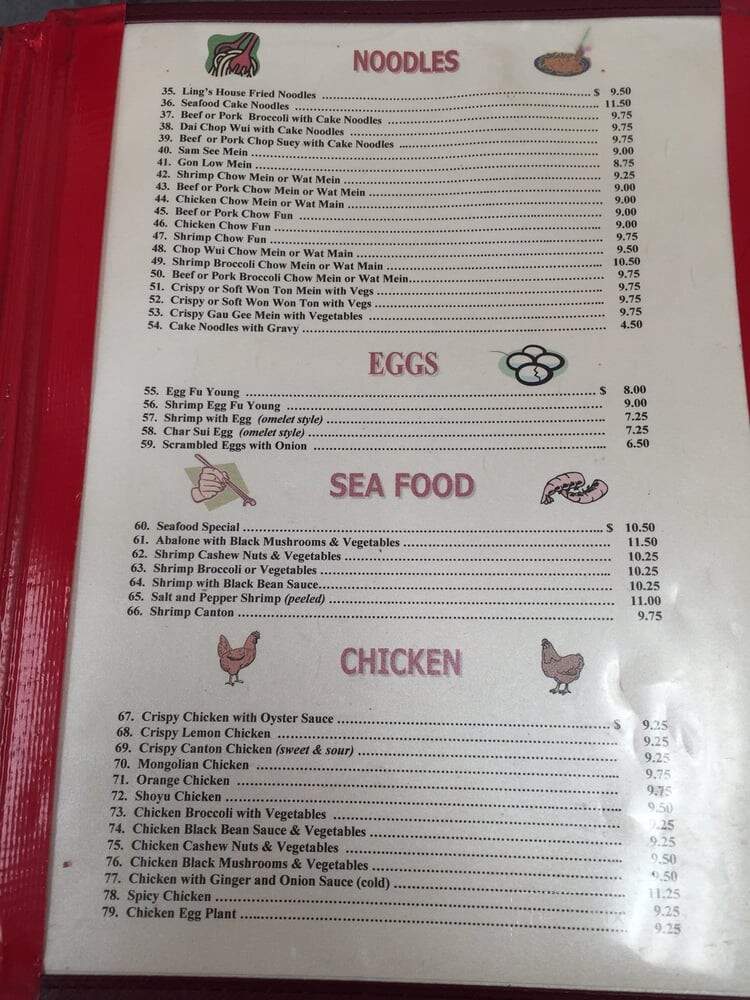 NOODLES
35. Ling's House Fried Noodles $ 9.50
36. Seafood Cake Noodles 11.50
37. Beef or Pork Broccoli with Cake Noodles 9.75
38. Dai Chop Wui with Cake Noodles 9.75
39. Beef or Pork Chop Suey with Cake Noodles 9.75
40. Sam See Mein 9.00
41. Gon Low Mein 8.75
42. Shrimp Chow Mein or Wat Mein 9.25
43. Beef or Pork Chow Mein or Wat Mein 9.00
44. Chicken Chow Mein or Wat Main 9.00
45. Beef or Pork Chow Fun 9.00
46. Chicken Chow Fun 9.00
47. Shrimp Chow Fun 9.75
48. Chop Wui Chow Mein or Wat Main 9.50
49. Shrimp Broccoli Chow Mein or Wat Main 10.50
50. Beef or Pork Broccoli Chow Mein or Wat Mein 9.75
51. Crispy or Soft Won Ton Mein with Vegs 9.75
52. Crispy or Soft Won Won Ton with Vegs 9.75
53. Crispy Gau Gee Mein with Vegetables 9.75
54. Cake Noodles with Gravy 4.50
EGGS
55. Egg Fu Young $ 8.00
56. Shrimp Egg Fu Young 9.00
57. Shrimp with Egg (omelet style) 7.25
58. Char Sui Egg (omelet style) 7.25
59. Scrambled Eggs with Onion 6.50
SEA FOOD
60. Seafood Special $ 10.50
61. Abalone with Black Mushrooms & Vegetables 11.50
62. Shrimp Cashew Nuts & Vegetables 10.25
63. Shrimp Broccoli or Vegetables 10.25
64. Shrimp with Black Bean Sauce 10.25
65. Salt and Pepper Shrimp (peeled) 11.00
66. Shrimp Canton 9.75
CHICKEN
67. Crispy Chicken with Oyster Sauce $ 9.25
68. Crispy Lemon Chicken 9.25
69. Crispy Canton Chicken (sweet & sour) 9.25
70. Mongolian Chicken 9.75
71. Orange Chicken 9.75
72. Shoyu Chicken 9.50
73. Chicken Broccoli with Vegetables 9.25
74. Chicken Black Bean Sauce & Vegetables 9.25
75. Chicken Cashew Nuts & Vegetables 9.50
76. Chicken Black Mushrooms & Vegetables 9.50
77. Chicken with Ginger and Onion Sauce (cold) 11.25
78. Spicy Chicken 9.25
79. Chicken Egg Plant 9.25